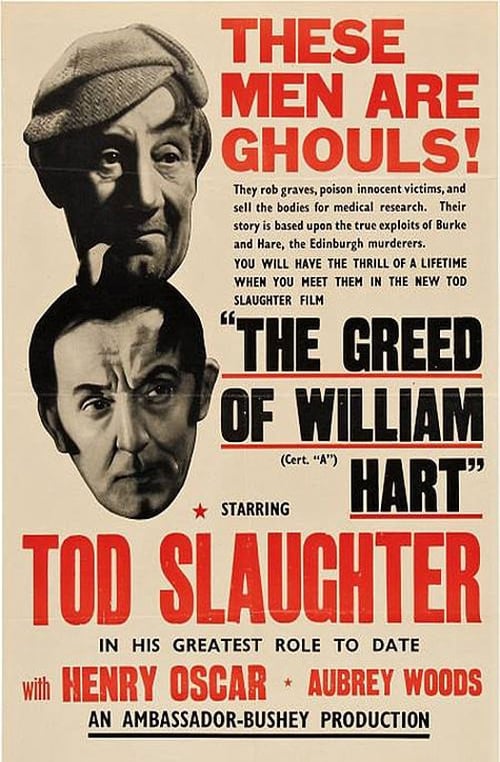 THESE
MEN ARE
GHOULS!
They rob graves, poison innocent victims, and
sell the bodies for medical research. Their
story is based upon the true exploits of Burke
and Hare, the Edinburgh murderers.
YOU WILL HAVE THE THRILL OF A LIFETIME
WHEN YOU MEET THEM IN THE NEW TOD
SLAUGHTER FILM
“THE GREED
OF WILLIAM
(Cert. “A”)
HART”
★ STARRING
TOD SLAUGHTER
IN HIS GREATEST ROLE TO DATE
with HENRY OSCAR ★ AUBREY WOODS
AN AMBASSADOR-BUSHEY PRODUCTION